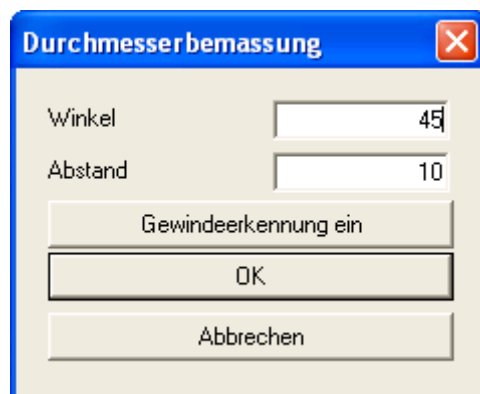 Durchmesserbemassung
Winkel 45
Abstand 10
Gewindeerkennung ein
OK
Abbrechen